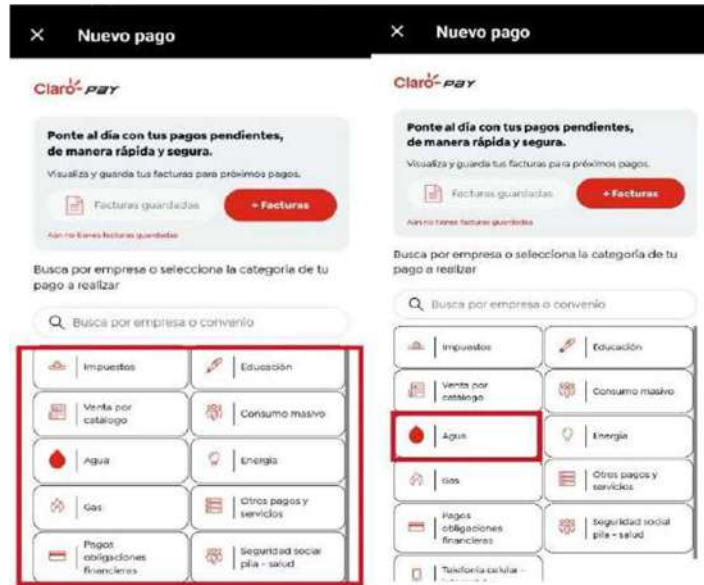 Nuevo pago
Claro pay
Ponte al día con tus pagos pendientes,
de manera rápida y segura.
Visualiza y guarda tus facturas para próximos pagos.
Facturas guardadas
+ Facturas
Aún no tienes facturas guardadas
Busca por empresa o selecciona la categoría de tu
pago a realizar
Busca por empresa o convenio
Impuestos
Educación
Venta por
catálogo
Consumo masivo
Agua
Energía
Gas
Otros pagos y
servicios
Pagos
obligaciones
financieras
Seguridad social
pila - salud
Nuevo pago
Claro pay
Ponte al día con tus pagos pendientes,
de manera rápida y segura.
Visualiza y guarda tus facturas para próximos pagos.
Facturas guardadas
+ Facturas
Aún no tienes facturas guardadas
Busca por empresa o selecciona la categoría de tu
pago a realizar
Busca por empresa o convenio
Impuestos
Educación
Venta por
catálogo
Consumo masivo
Agua
Energía
Gas
Otros pagos y
servicios
Pagos
obligaciones
financieras
Seguridad social
pila - salud
Telefonía celular -